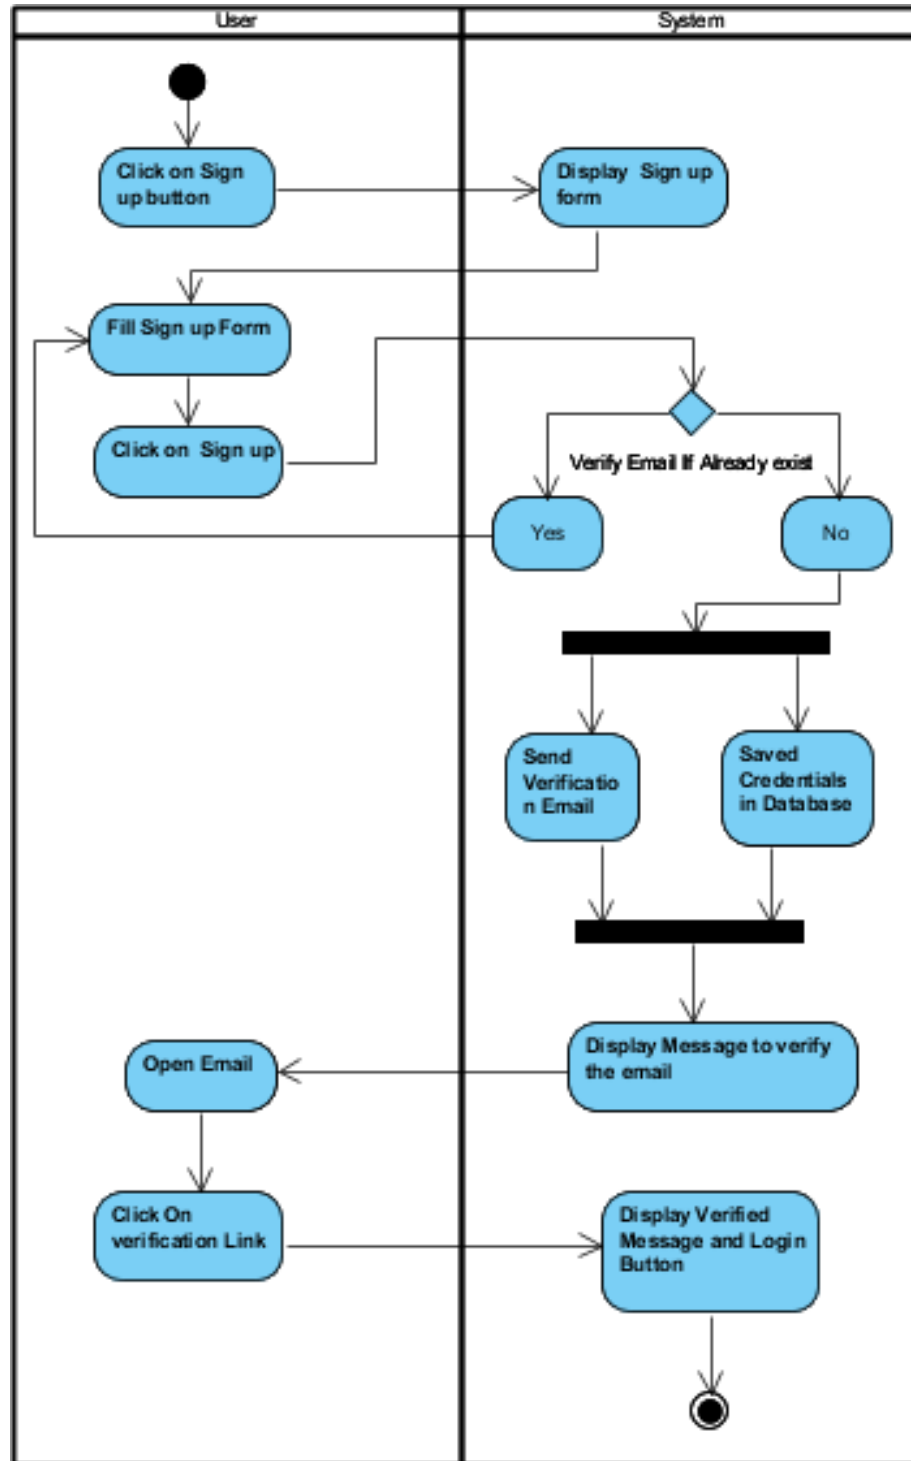 User
System
Click on Sign
up button
Display Sign up
form
Fill Sign up Form
Click on Sign up
Verify Email If Already exist
Yes
No
Send
Verificatio
n Email
Saved
Credentials
in Database
Display Message to verify
the email
Open Email
Click On
verification Link
Display Verified
Message and Login
Button